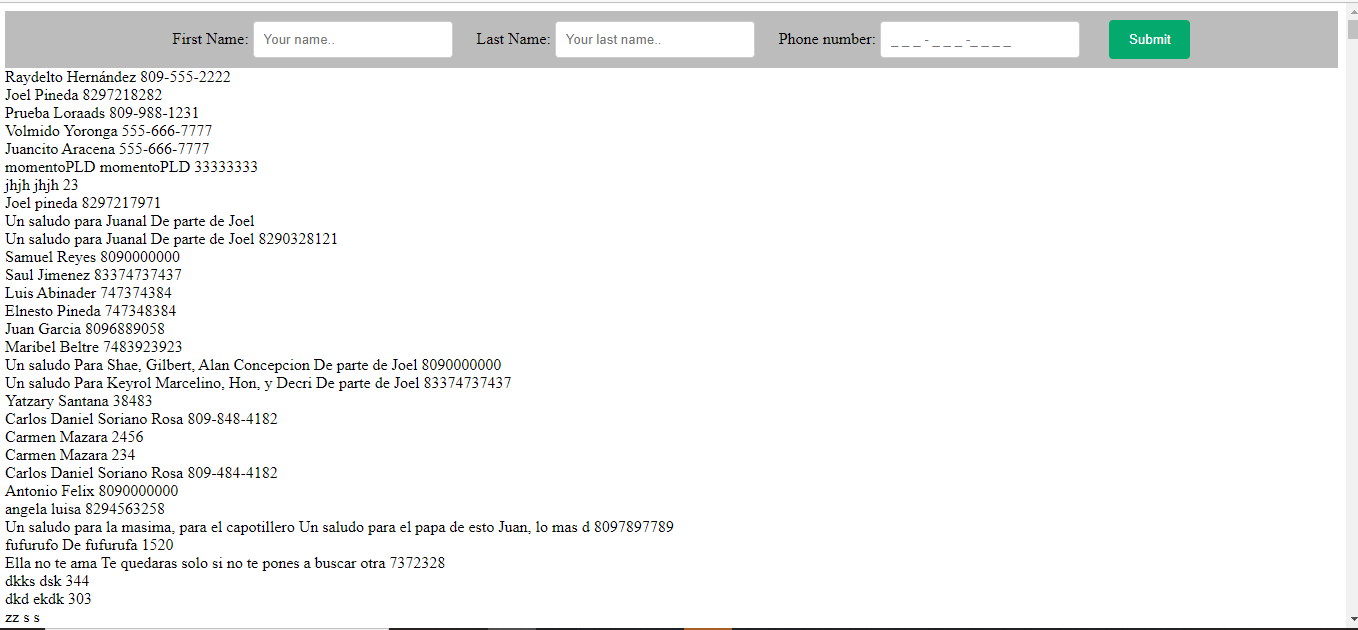 First Name: Your name.. Last Name: Your last name.. Phone number: _ _ _ - _ _ _ -_ _ _ _ Submit
Raydelto Hernández 809-555-2222
Joel Pineda 8297218282
Prueba Loraads 809-988-1231
Volmido Yoronga 555-666-7777
Juancito Aracena 555-666-7777
momentoPLD momentoPLD 33333333
jhjh jhjh 23
Joel pineda 8297217971
Un saludo para Juanal De parte de Joel
Un saludo para Juanal De parte de Joel 8290328121
Samuel Reyes 8090000000
Saul Jimenez 83374737437
Luis Abinader 747374384
Elnesto Pineda 747348384
Juan Garcia 8096889058
Maribel Beltre 7483923923
Un saludo Para Shae, Gilbert, Alan Concepcion De parte de Joel 8090000000
Un saludo Para Keyrol Marcelino, Hon, y Decri De parte de Joel 83374737437
Yatzary Santana 38483
Carlos Daniel Soriano Rosa 809-848-4182
Carmen Mazara 2456
Carmen Mazara 234
Carlos Daniel Soriano Rosa 809-484-4182
Antonio Felix 8090000000
angela luisa 8294563258
Un saludo para la masima, para el capotillero Un saludo para el papa de esto Juan, lo mas d 8097897789
fufurufo De fufurufa 1520
Ella no te ama Te quedaras solo si no te pones a buscar otra 7372328
dkks dsk 344
dkd ekdk 303
zz s s